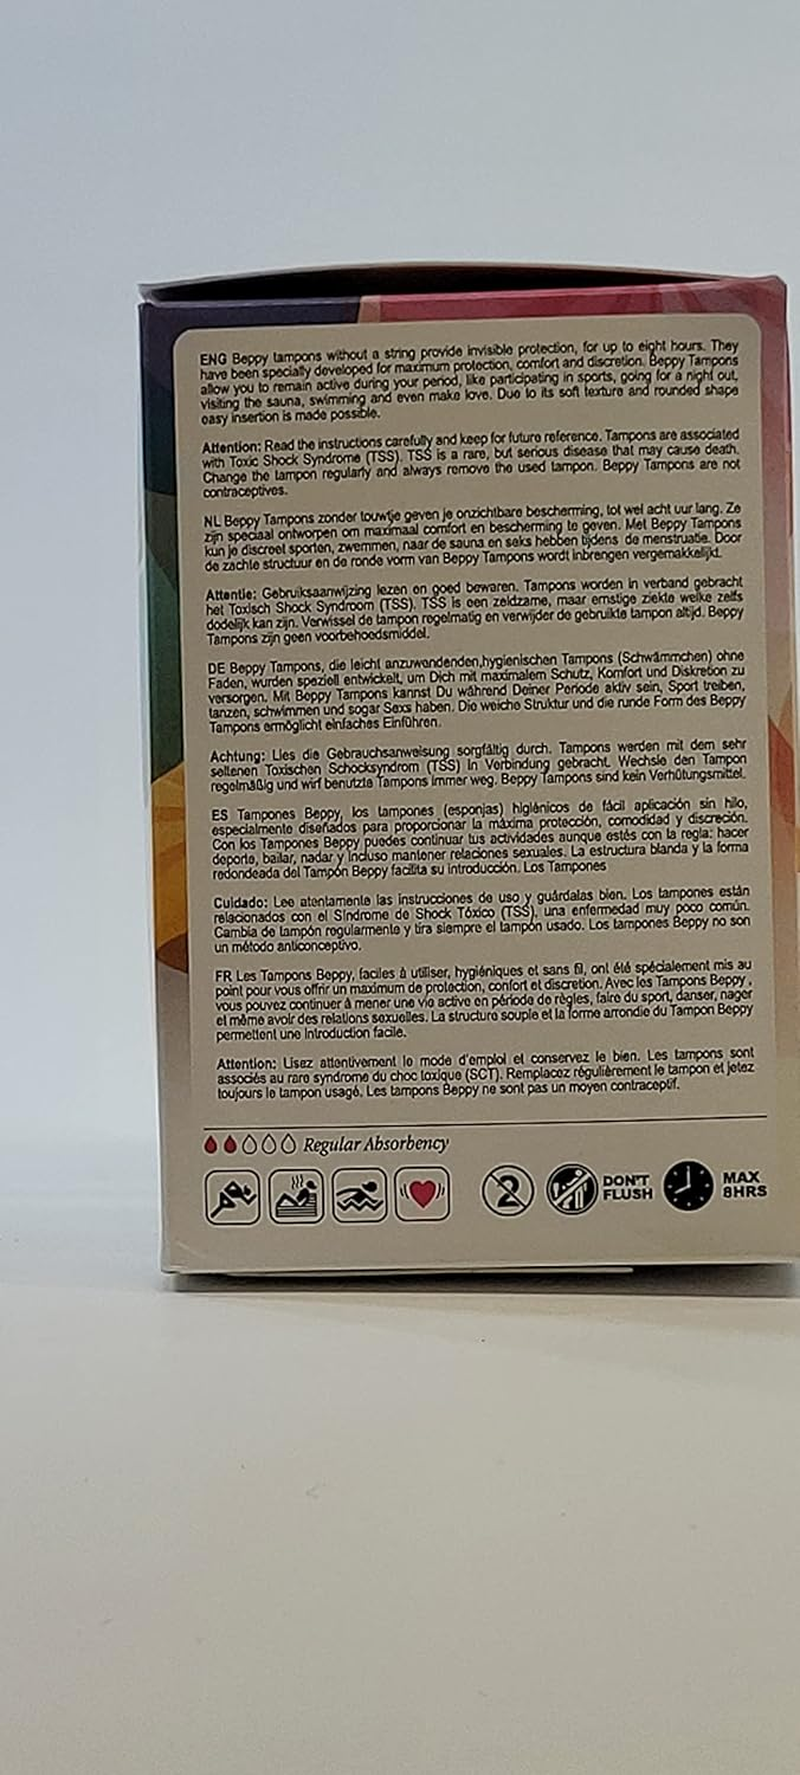 ENG Beppy tampons without a string provide invisible protection, for up to eight hours. They
have been specially developed for maximum protection, comfort and discretion. Beppy Tampons
allow you to remain active during your period, like participating in sports, going for a night out,
visiting the sauna, swimming and even make love. Due to its soft texture and rounded shape
easy insertion is made possible.
Attention: Read the instructions carefully and keep for future reference. Tampons are associated
with Toxic Shock Syndrome (TSS). TSS is a rare, but serious disease that may cause death.
Change the tampon regularly and always remove the used tampon. Beppy Tampons are not
contraceptives.
NL Beppy Tampons zonder touwtje geven je onzichtbare bescherming, tot wel acht uur lang. Ze
zijn speciaal ontworpen om maximaal comfort en bescherming te geven. Met Beppy Tampons
kun je discreet sporten, zwemmen, naar de sauna en seks hebben tijdens de menstruatie. Door
de zachte structuur en de ronde vorm van Beppy Tampons wordt inbrengen vergemakkelijkt.
Attentie: Gebruiksaanwijzing lezen en goed bewaren. Tampons worden in verband gebracht
het Toxisch Shock Syndroom (TSS). TSS is een zeldzame, maar ernstige ziekte welke zelfs
dodelijk kan zijn. Verwissel de tampon regelmatig en verwijder de gebruikte tampon altijd. Beppy
Tampons zijn geen voorbehoedsmiddel.
DE Beppy Tampons, die leicht anzuwendenden,hygienischen Tampons (Schwämmchen) ohne
Faden, wurden speziell entwickelt, um Dich mit maximalem Schutz, Komfort und Diskretion zu
versorgen. Mit Beppy Tampons kannst Du während Deiner Periode aktiv sein, Sport treiben,
tanzen, schwimmen und sogar Sexs haben. Die weiche Struktur und die runde Form des Beppy
Tampons ermöglicht einfaches Einführen.
Achtung: Lies die Gebrauchsanweisung sorgfältig durch. Tampons werden mit dem sehr
seltenen Toxischen Schocksyndrom (TSS) in Verbindung gebracht. Wechsle den Tampon
regelmäßig und wirf benutzte Tampons immer weg. Beppy Tampons sind kein Verhütungsmittel.
ES Tampones Beppy, los tampones (esponjas) higiénicos de fácil aplicación sin hilo,
especialmente diseñados para proporcionar la máxima protección, comodidad y discreción.
Con los Tampones Beppy puedes continuar tus actividades aunque estés con la regla: hacer
deporte, bailar, nadar y incluso mantener relaciones sexuales. La estructura blanda y la forma
redondeada del Tampón Beppy facilita su introducción. Los Tampones
Cuidado: Lee atentamente las instrucciones de uso y guárdalas bien. Los tampones están
relacionados con el Síndrome de Shock Tóxico (TSS), una enfermedad muy poco común.
Cambia de tampón regularmente y tira siempre el tampón usado. Los tampones Beppy no son
un método anticonceptivo.
FR Les Tampons Beppy, faciles à utiliser, hygiéniques et sans fil, ont été spécialement mis au
point pour vous offrir un maximum de protection, confort et discretion. Avec les Tampons Beppy ,
vous pouvez continuer à mener une vie active en période de règles, faire du sport, danser, nager
et même avoir des relations sexuelles. La structure souple et la forme arrondie du Tampon Beppy
permettent une introduction facile.
Attention: Lisez attentivement le mode d'emploi et conservez le bien. Les tampons sont
associés au rare syndrome du choc toxique (SCT). Remplacez régulièrement le tampon et jetez
toujours le tampon usagé. Les tampons Beppy ne sont pas un moyen contraceptif.
Regular Absorbency
2 DON'T FLUSH MAX 8HRS